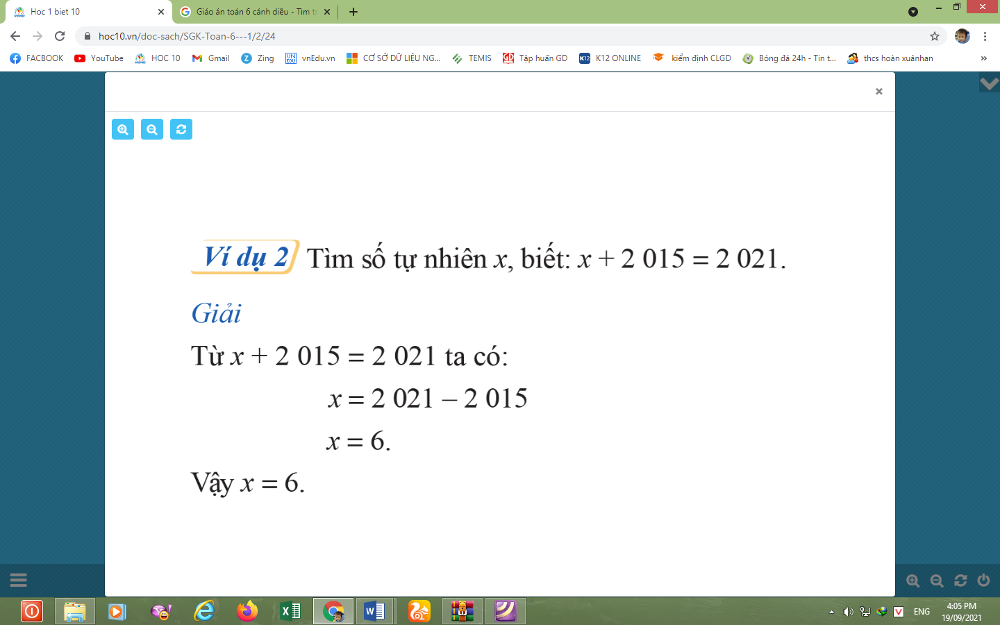 Hoc 1 biet 10
Giáo án toán 6 cánh diều - Tìm tr
hoc10.vn/doc-sach/SGK-Toan-6---1/2/24
FACBOOK YouTube HOC 10 Gmail Zing vnEdu.vn CƠ SỞ DỮ LIỆU NG... TEMIS Tập huấn GD K12 ONLINE kiểm định CLGD Bóng đá 24h - Tin t... thcs hoàn xuânhan »
Ví dụ 2 Tìm số tự nhiên x, biết: x + 2 015 = 2 021.
Giải
Từ x + 2 015 = 2 021 ta có:
x = 2 021 – 2 015
x = 6.
Vậy x = 6.
ENG
4:05 PM
19/09/2021